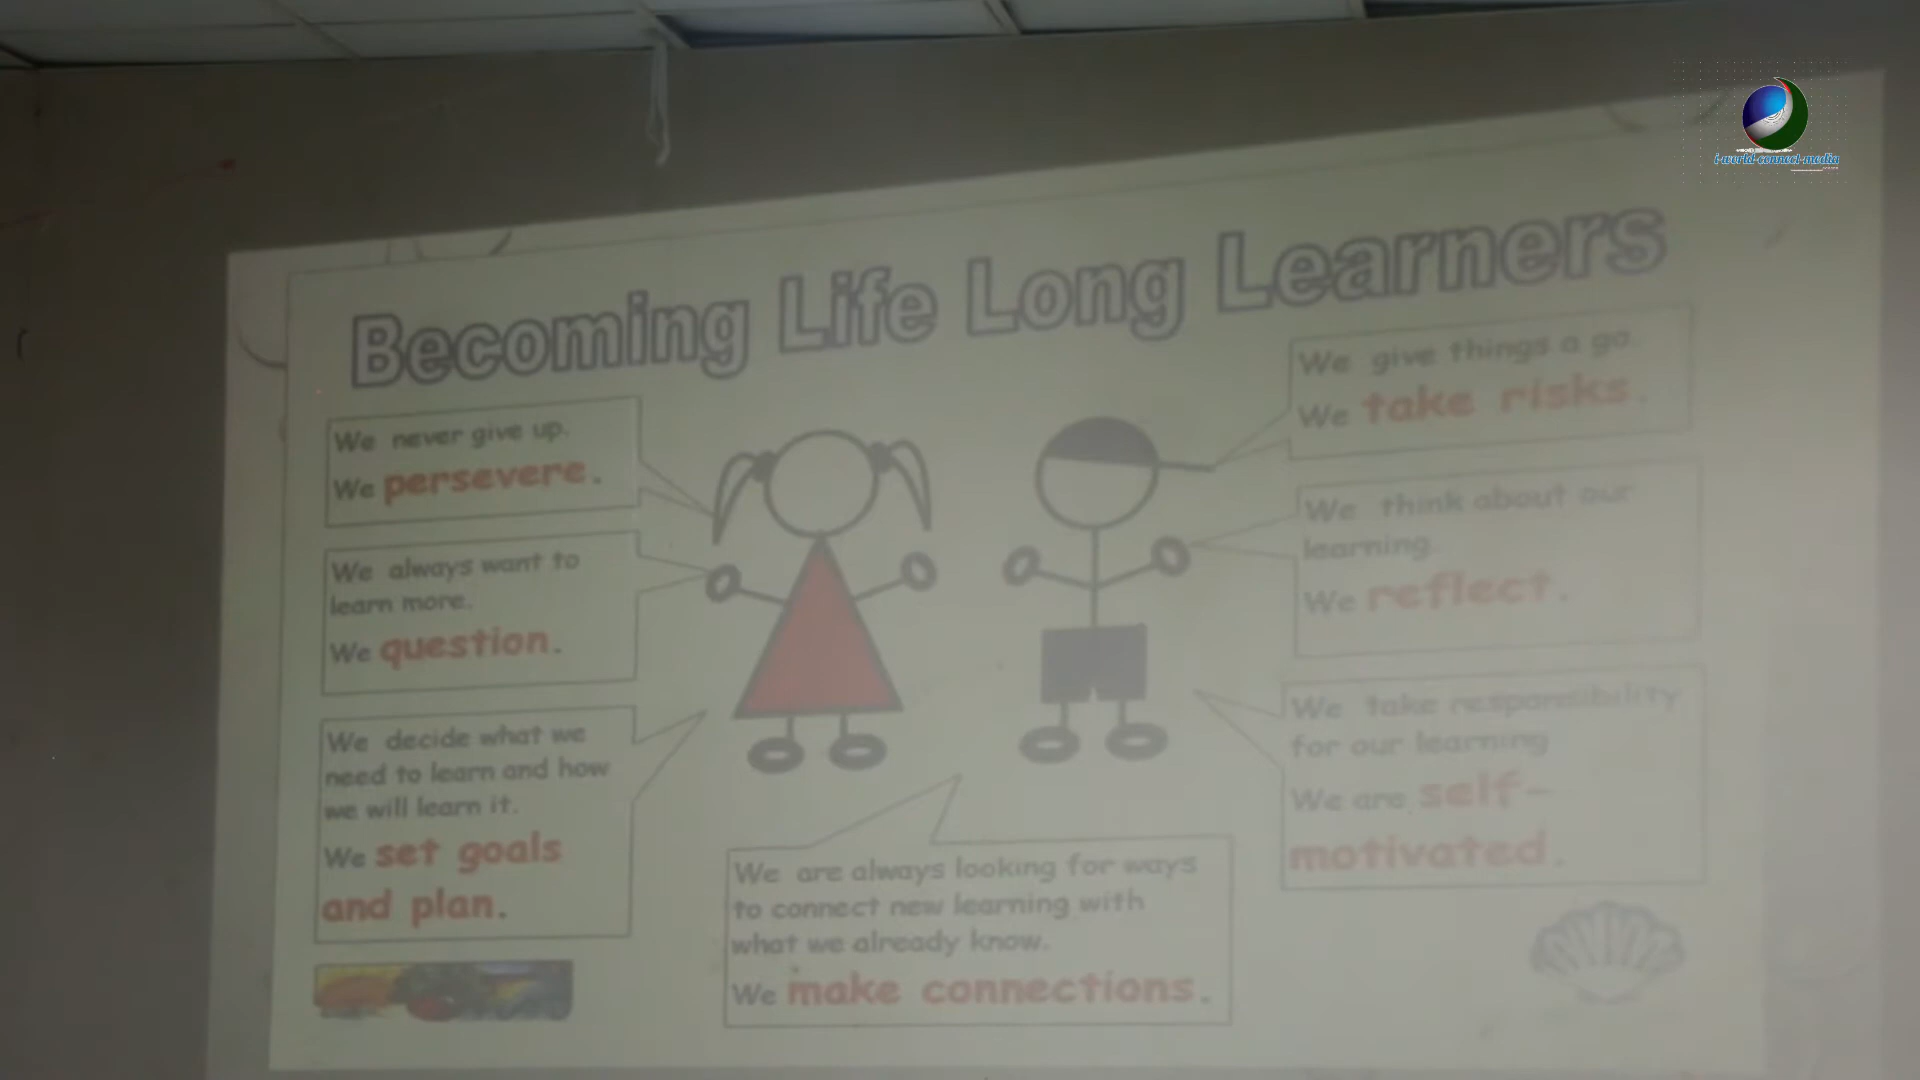 i-world-connect-media
Becoming Life Long Learners
We never give up.
We persevere.
We always want to
learn more.
We question.
We decide what we
need to learn and how
we will learn it.
We set goals
and plan.
We are always looking for ways
to connect new learning with
what we already know.
We make connections.
We give things a go.
We take risks.
We think about our
learning.
We reflect.
We take responsibility
for our learning
We are self-
motivated.